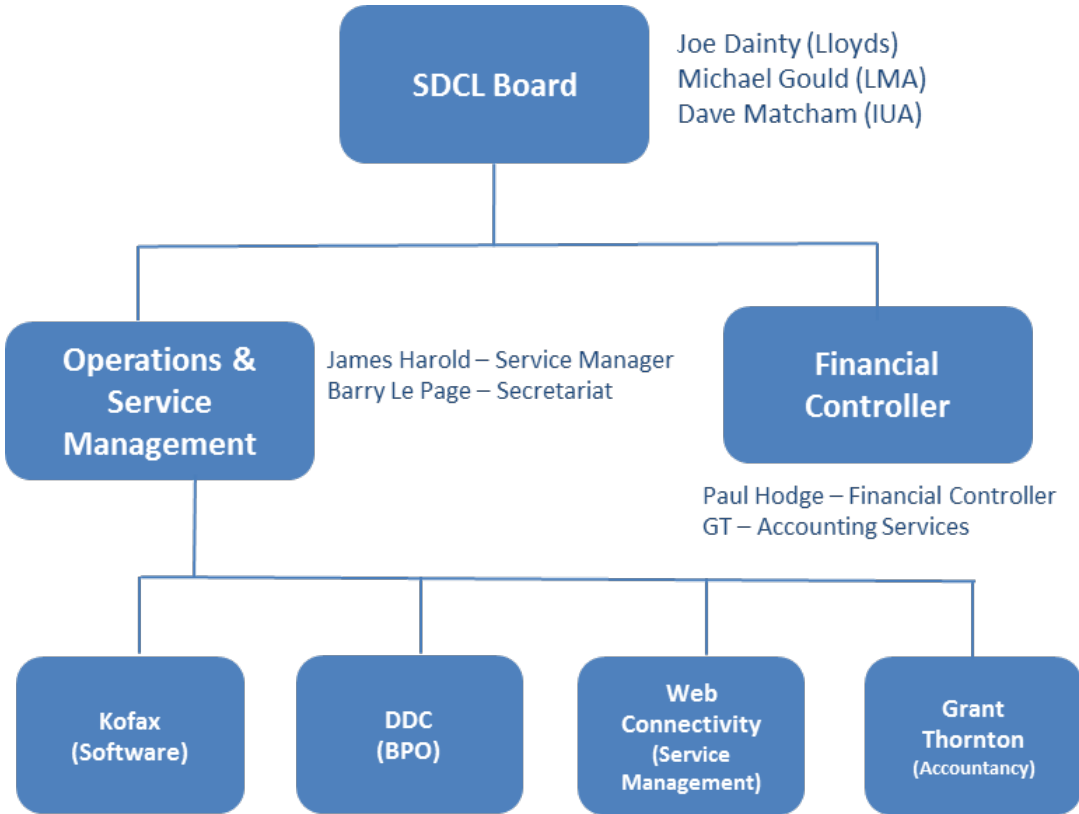 SDCL Board
Joe Dainty (Lloyds)
Michael Gould (LMA)
Dave Matcham (IUA)
Operations &
Service
Management
James Harold – Service Manager
Barry Le Page – Secretariat
Financial
Controller
Paul Hodge – Financial Controller
GT – Accounting Services
Kofax
(Software)
DDC
(BPO)
Web
Connectivity
(Service
Management)
Grant
Thornton
(Accountancy)